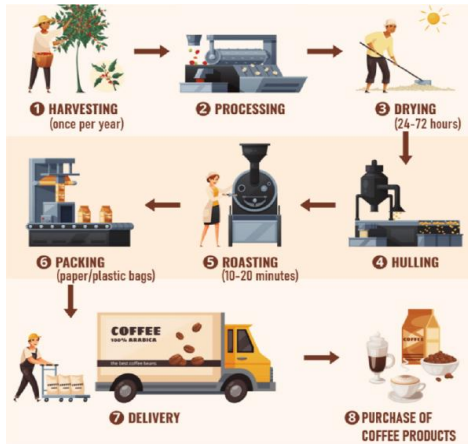 1 HARVESTING
(once per year)
2 PROCESSING
3 DRYING
(24-72 hours)
6 PACKING
(paper/plastic bags)
5 ROASTING
(10-20 minutes)
4 HULLING
COFFEE
100% ARABICA
the best coffee beans
7 DELIVERY
8 PURCHASE OF
COFFEE PRODUCTS